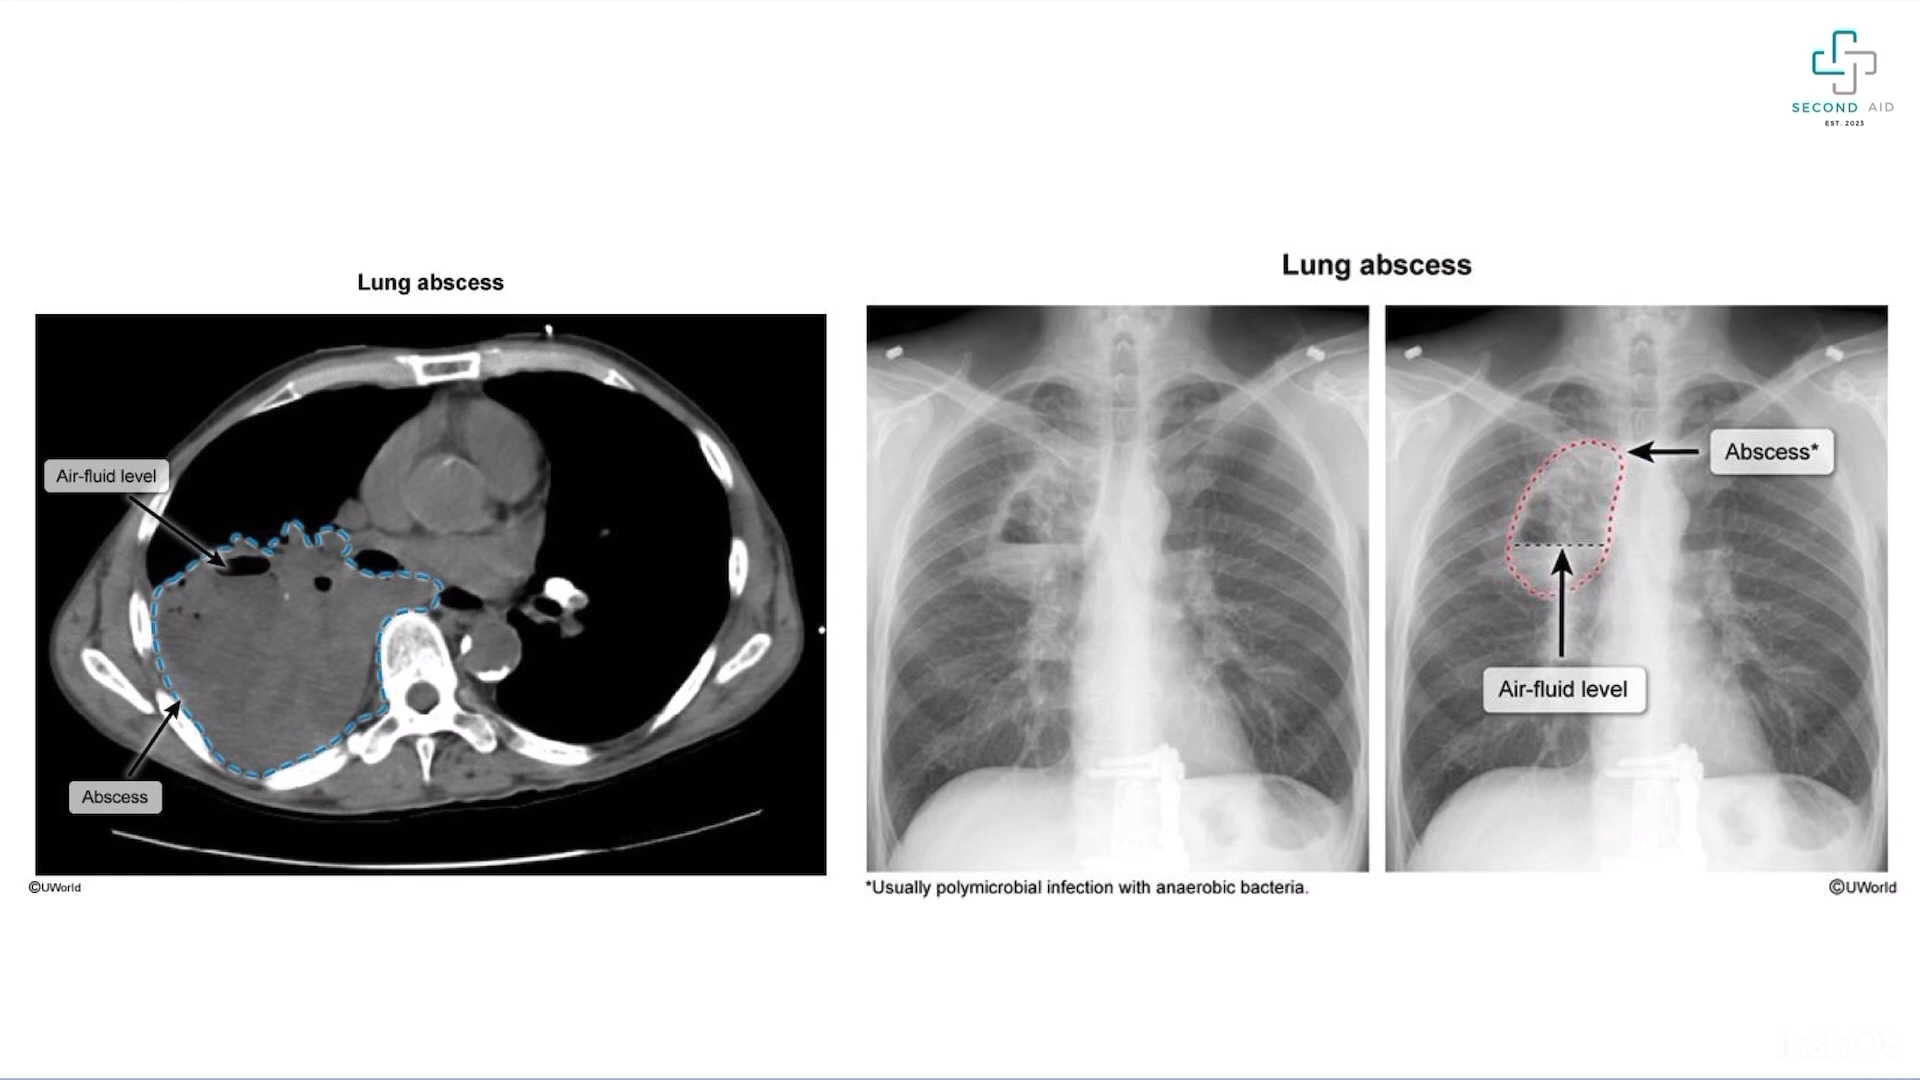 SECOND AID
EST. 2023
Lung abscess
Air-fluid level
Abscess
©UWorld
Lung abscess
Abscess*
Air-fluid level
*Usually polymicrobial infection with anaerobic bacteria.
©UWorld